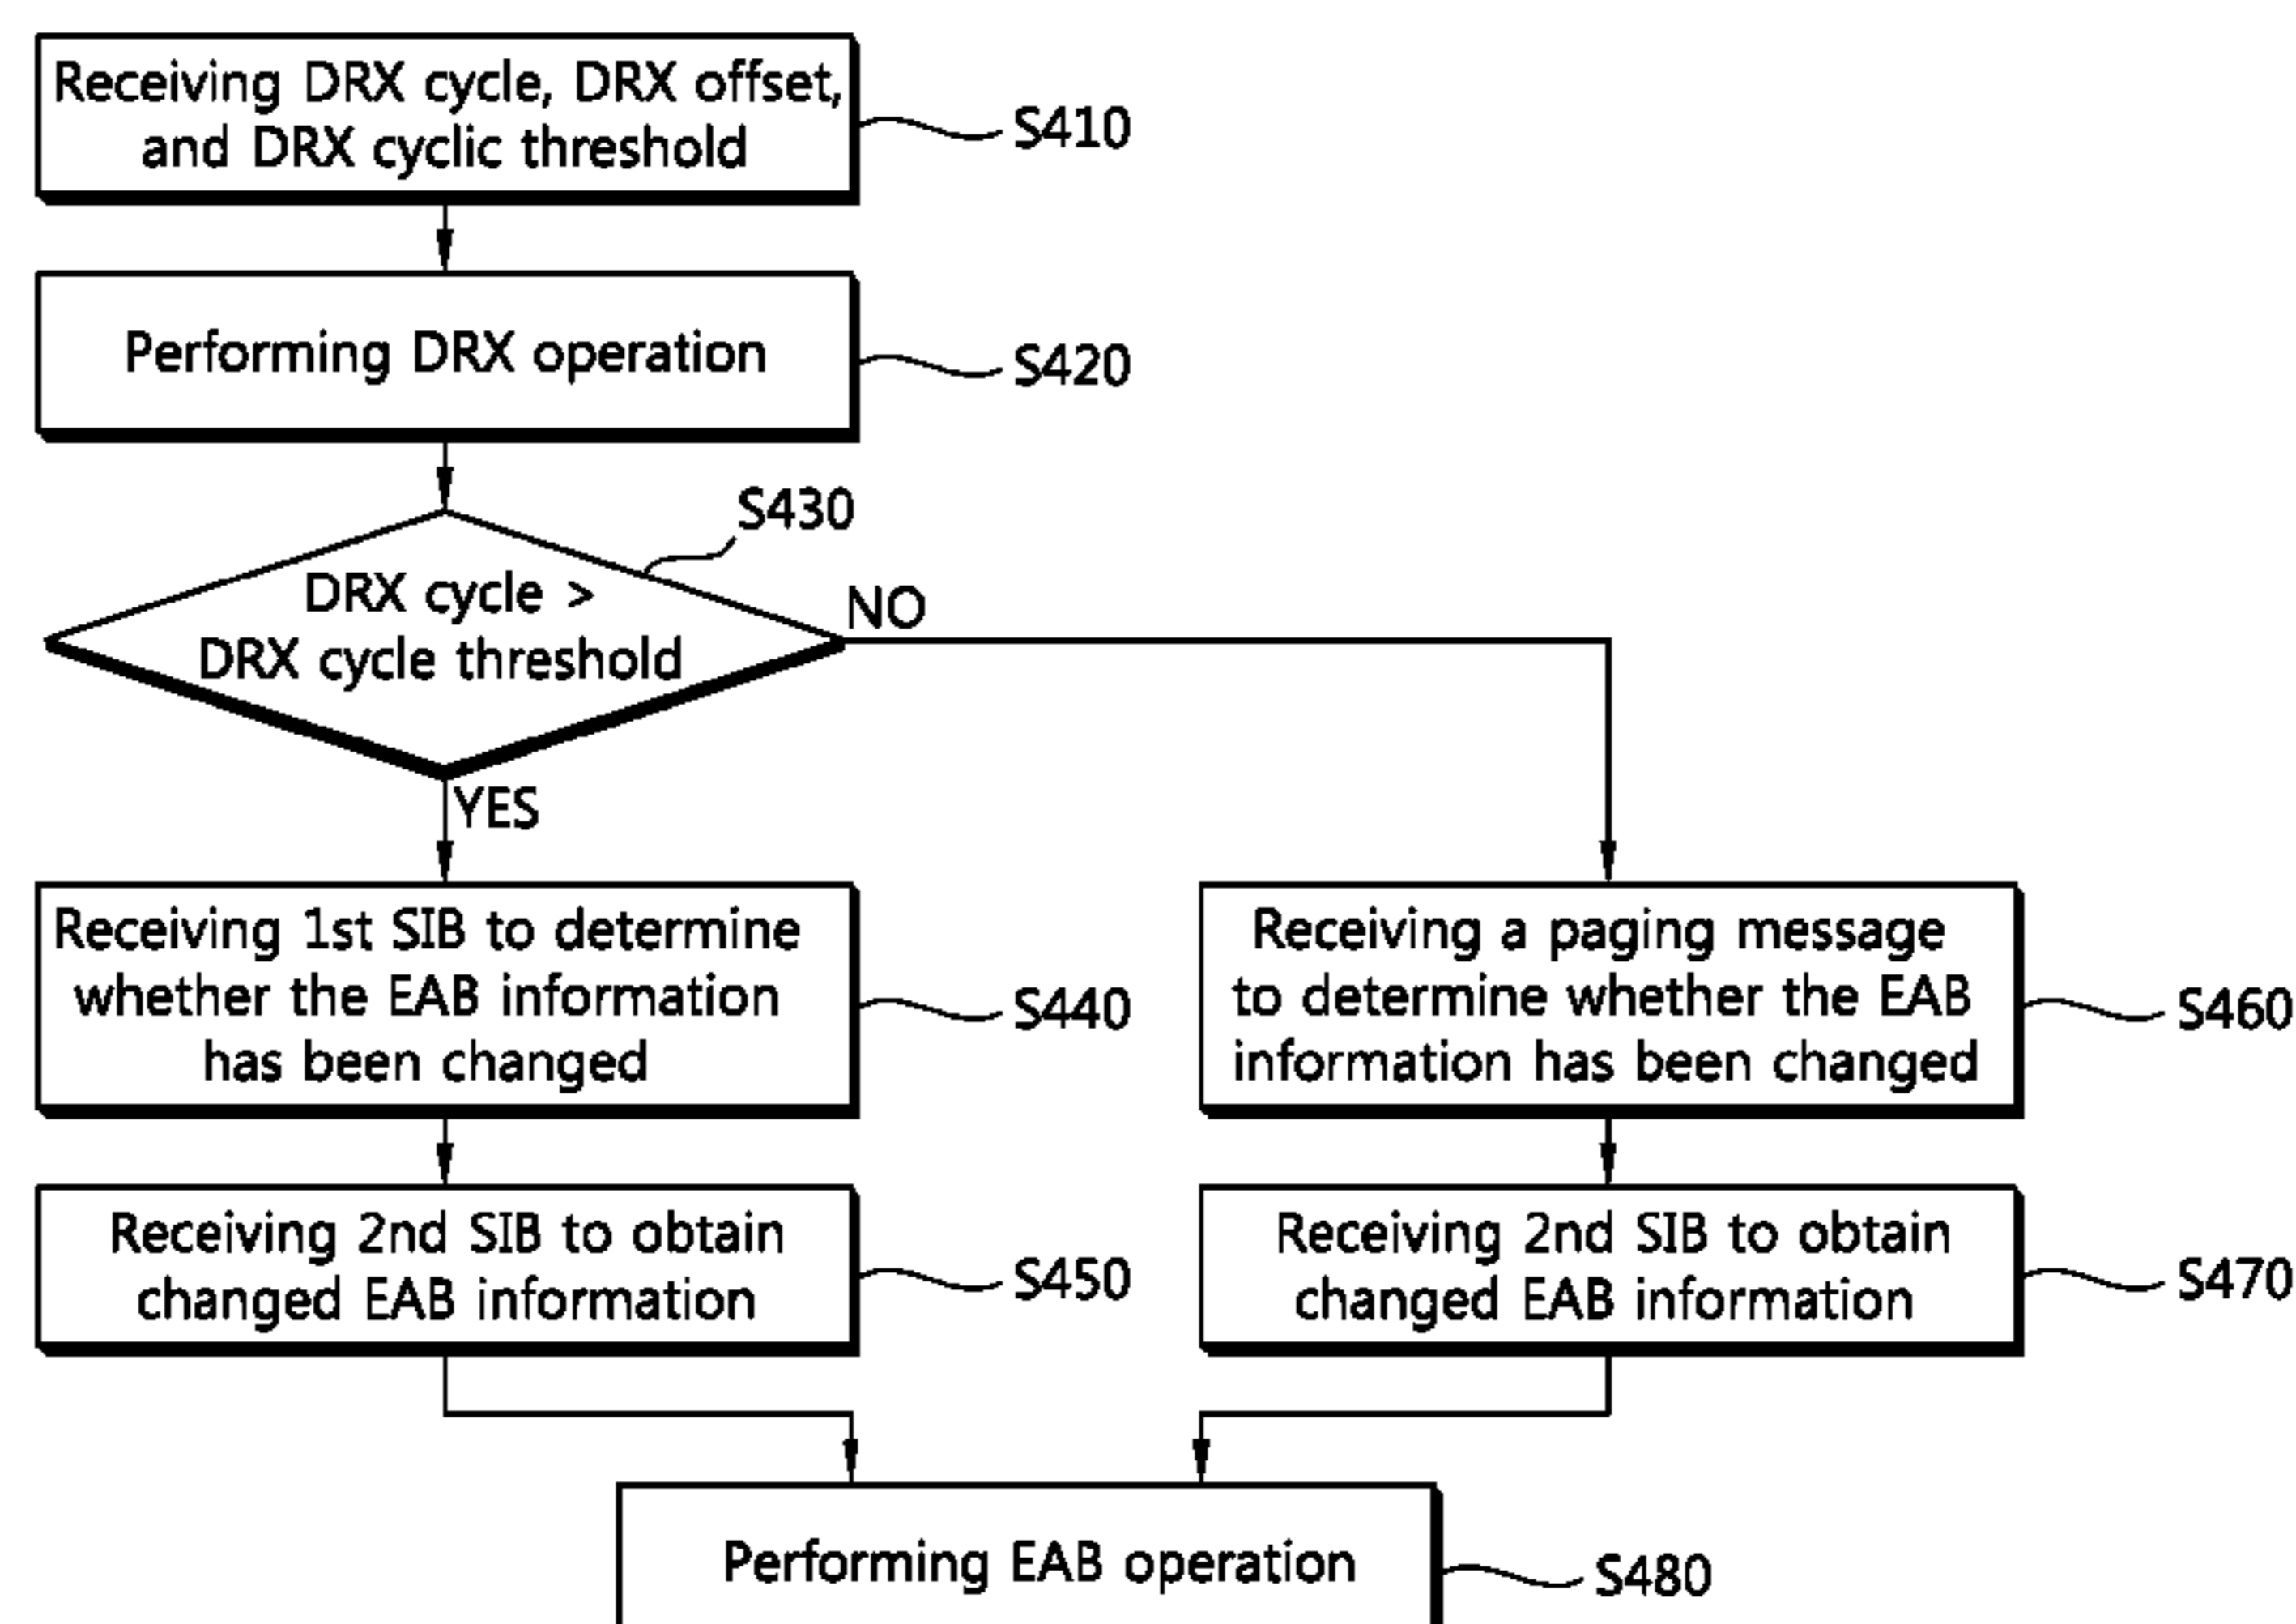 Receiving DRX cycle, DRX offset,
and DRX cyclic threshold
S410
Performing DRX operation
S420
S430
DRX cycle >
DRX cycle threshold
NO
YES
Receiving 1st SIB to determine
whether the EAB information
has been changed
S440
Receiving a paging message
to determine whether the EAB
information has been changed
S460
Receiving 2nd SIB to obtain
changed EAB information
S450
Receiving 2nd SIB to obtain
changed EAB information
S470
Performing EAB operation
S480